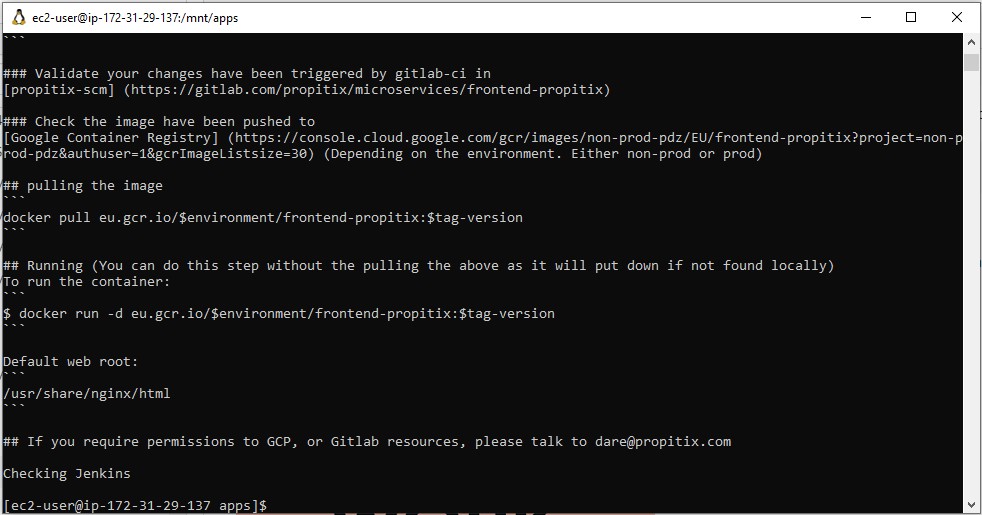 ec2-user@ip-172-31-29-137:/mnt/apps
```
### Validate your changes have been triggered by gitlab-ci in
[propitix-scm] (https://gitlab.com/propitix/microservices/frontend-propitix)
### Check the image have been pushed to
[Google Container Registry] (https://console.cloud.google.com/gcr/images/non-prod-pdz/EU/frontend-propitix?project=non-p
rod-pdz&authuser=1&gcrImageListsize=30) (Depending on the environment. Either non-prod or prod)
## pulling the image
```
docker pull eu.gcr.io/$environment/frontend-propitix:$tag-version
```
## Running (You can do this step without the pulling the above as it will put down if not found locally)
To run the container:
```
$ docker run -d eu.gcr.io/$environment/frontend-propitix:$tag-version
```
Default web root:
```
/usr/share/nginx/html
```
## If you require permissions to GCP, or Gitlab resources, please talk to dare@propitix.com
Checking Jenkins
[ec2-user@ip-172-31-29-137 apps]$